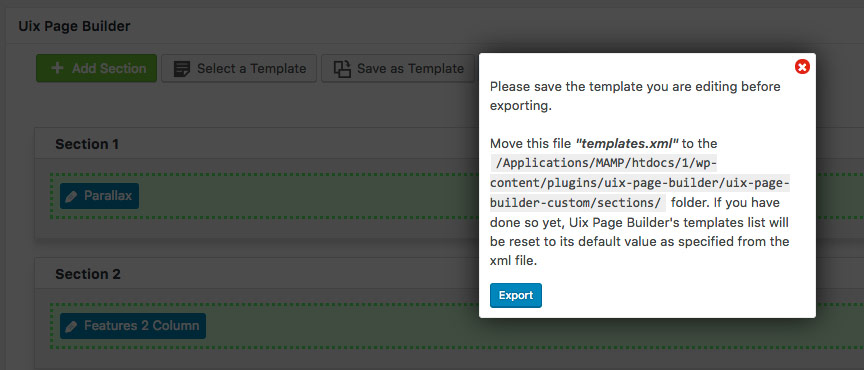 Uix Page Builder
Add Section
Select a Template
Save as Template
Please save the template you are editing before
exporting.
Move this file "templates.xml" to the
/Applications/MAMP/htdocs/1/wp-
content/plugins/uix-page-builder/uix-page-
builder-custom/sections/ folder. If you have
done so yet, Uix Page Builder's templates list will
be reset to its default value as specified from the
xml file.
Export
Section 1
Parallax
Section 2
Features 2 Column